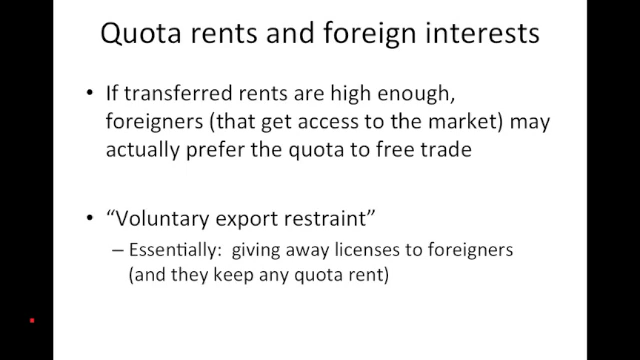 Quota rents and foreign interests
• If transferred rents are high enough,
foreigners (that get access to the market) may
actually prefer the quota to free trade
• “Voluntary export restraint”
– Essentially: giving away licenses to foreigners
(and they keep any quota rent)